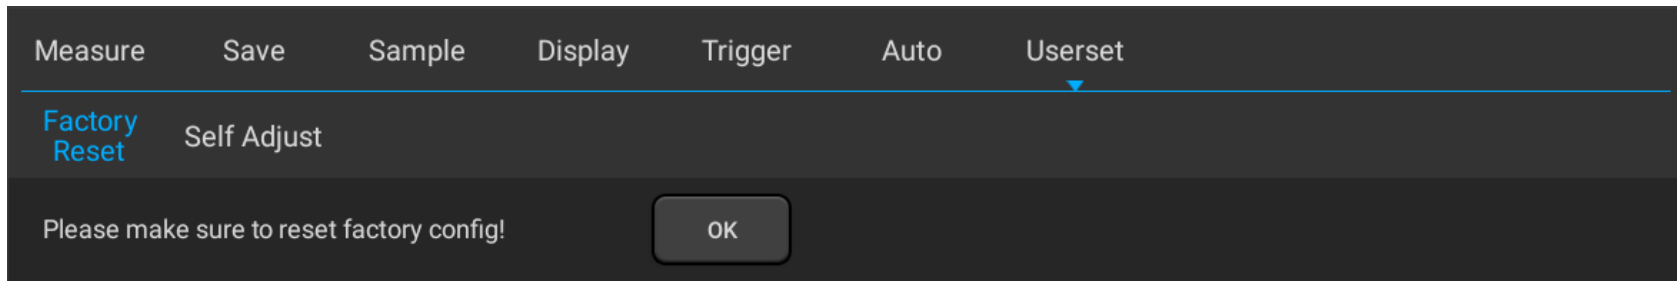 Measure Save Sample Display Trigger Auto Userset
Factory
Reset
Self Adjust
Please make sure to reset factory config!
OK